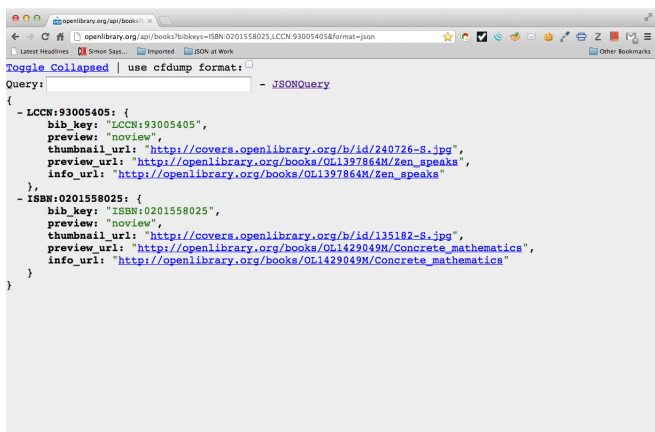 openlibrary.org/api/books?b
openlibrary.org/api/books?bibkeys=ISBN:0201558025,LCCN:93005405&format=json
Latest Headlines Simon Says... Imported JSON at Work Other Bookmarks
Toggle Collapsed | use cfdump format:
Query: - JSONQuery
{
- LCCN:93005405: {
bib_key: "LCCN:93005405",
preview: "noview",
thumbnail_url: "http://covers.openlibrary.org/b/id/240726-S.jpg",
preview_url: "http://openlibrary.org/books/OL1397864M/Zen_speaks",
info_url: "http://openlibrary.org/books/OL1397864M/Zen_speaks"
},
- ISBN:0201558025: {
bib_key: "ISBN:0201558025",
preview: "noview",
thumbnail_url: "http://covers.openlibrary.org/b/id/135182-S.jpg",
preview_url: "http://openlibrary.org/books/OL1429049M/Concrete_mathematics",
info_url: "http://openlibrary.org/books/OL1429049M/Concrete_mathematics"
}
}